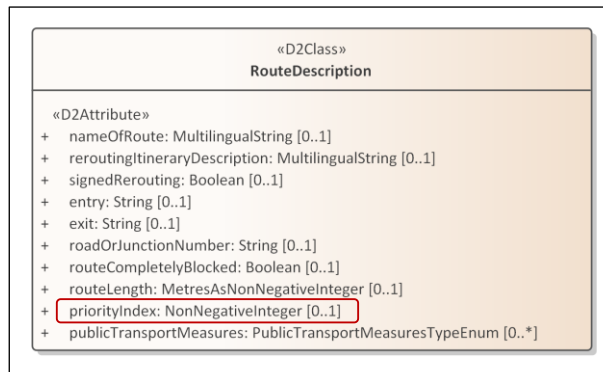 «D2Class»
RouteDescription
«D2Attribute»
+ nameOfRoute: MultilingualString [0..1]
+ reroutingItineraryDescription: MultilingualString [0..1]
+ signedRerouting: Boolean [0..1]
+ entry: String [0..1]
+ exit: String [0..1]
+ roadOrJunctionNumber: String [0..1]
+ routeCompletelyBlocked: Boolean [0..1]
+ routeLength: MetresAsNonNegativeInteger [0..1]
+ priorityIndex: NonNegativeInteger [0..1]
+ publicTransportMeasures: PublicTransportMeasuresTypeEnum [0..*]